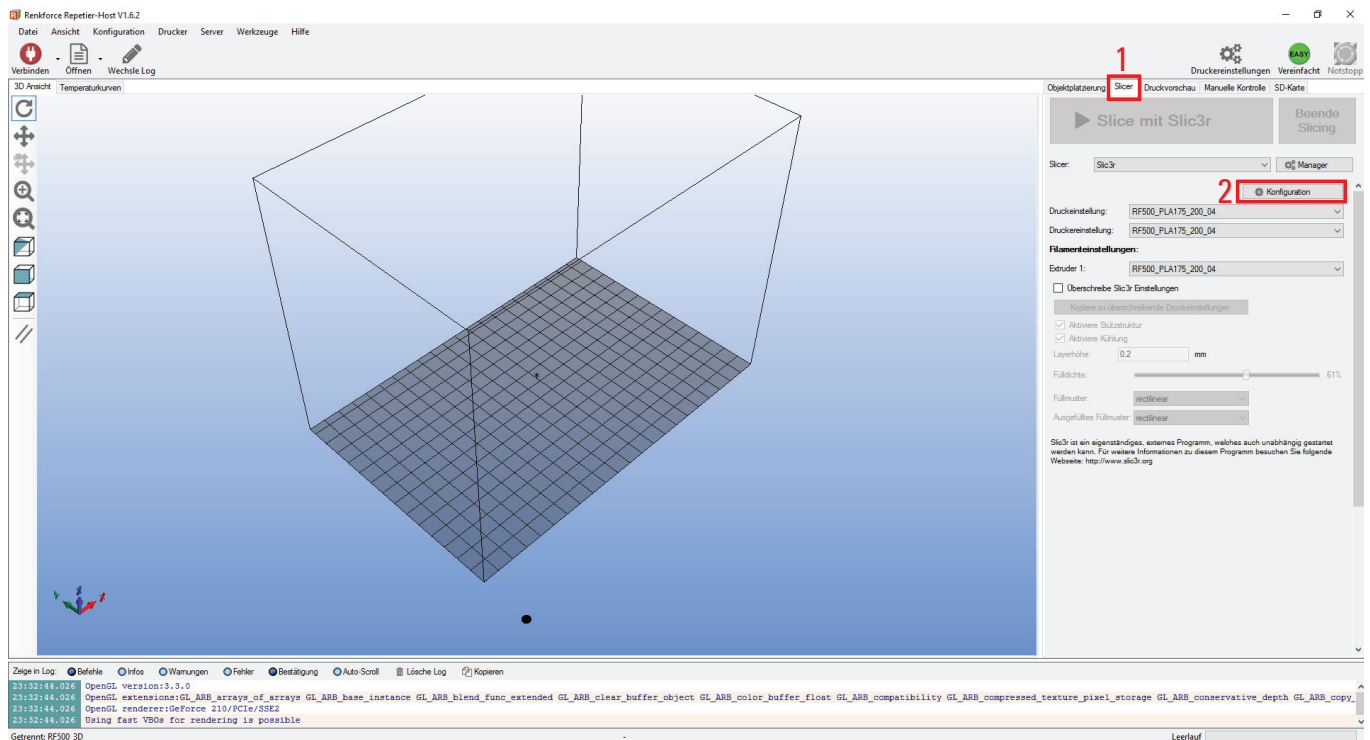 Renkforce Repetier-Host V1.6.2
Datei Ansicht Konfiguration Drucker Server Werkzeuge Hilfe
Verbinden Öffnen Wechsle Log
1
Druckereinstellungen Vereinfacht Notstopp
EASY
3D Ansicht Temperaturkurven
Objektplatzierung Slicer Druckvorschau Manuelle Kontrolle SD-Karte
Slice mit Slic3r
Beende Slicing
Slicer: Slic3r Manager
2 Konfiguration
Druckeinstellung: RF500_PLA175_200_04
Druckereinstellung: RF500_PLA175_200_04
Filamenteinstellungen:
Extruder 1: RF500_PLA175_200_04
Überschreibe Slic3r Einstellungen
Kopiere zu überschreibende Druckeinstellungen
Aktiviere Stützstruktur
Aktiviere Kühlung
Layerhöhe: 0.2 mm
Fülldichte: 61%
Füllmuster: rectilinear
Ausgefülltes Füllmuster: rectilinear
Slic3r ist ein eigenständiges, externes Programm, welches auch unabhängig gestartet
werden kann. Für weitere Informationen zu diesem Programm besuchen Sie folgende
Webseite: http://www.slic3r.org
Zeige in Log: Befehle Infos Warnungen Fehler Bestätigung Auto-Scroll Lösche Log Kopieren
23:32:44.026 OpenGL version:3.3.0
23:32:44.026 OpenGL extensions:GL_ARB_arrays_of_arrays GL_ARB_base_instance GL_ARB_blend_func_extended GL_ARB_clear_buffer_object GL_ARB_color_buffer_float GL_ARB_compatibility GL_ARB_compressed_texture_pixel_storage GL_ARB_conservative_depth GL_ARB_copy_
23:32:44.026 OpenGL renderer:GeForce 210/PCIe/SSE2
23:32:44.026 Using fast VBOs for rendering is possible
Getrennt: RF500 3D - Leerlauf